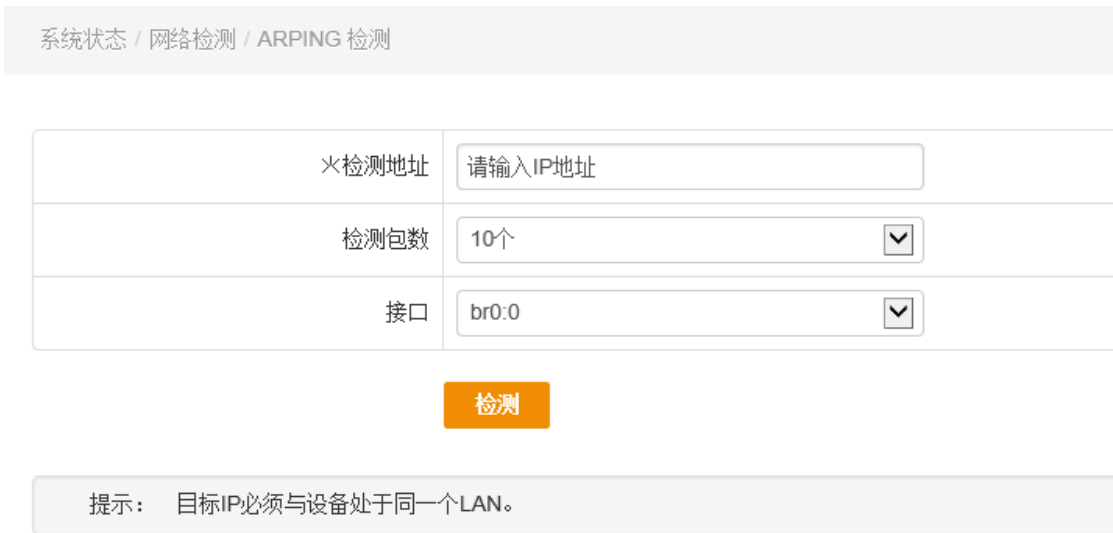 系统状态 / 网络检测 / ARPING 检测
火检测地址 请输入IP地址
检测包数 10个
接口 br0:0
检测
提示： 目标IP必须与设备处于同一个LAN。